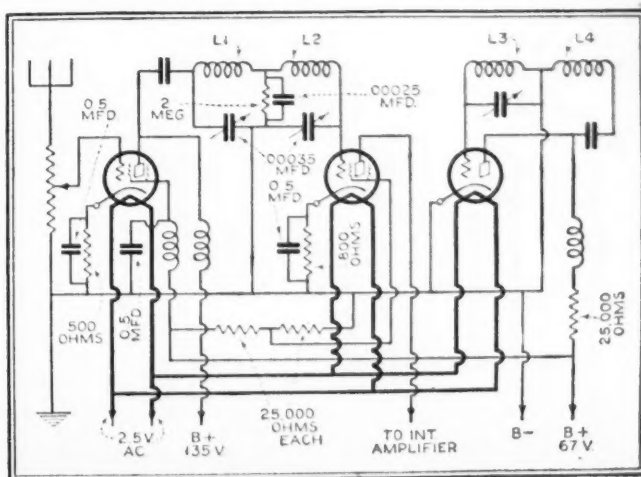 L1
L2
L3
L4
0.5
MFD.
2
MEG
.00025
MFD.
.00035
MFD.
0.5
MFD
800
OHMS
500
OHMS
0.5
MFD
25,000
OHMS
25,000
OHMS
EACH
2.5V
AC
B+
135 V.
TO INT.
AMPLIFIER
B-
B+
67 V.